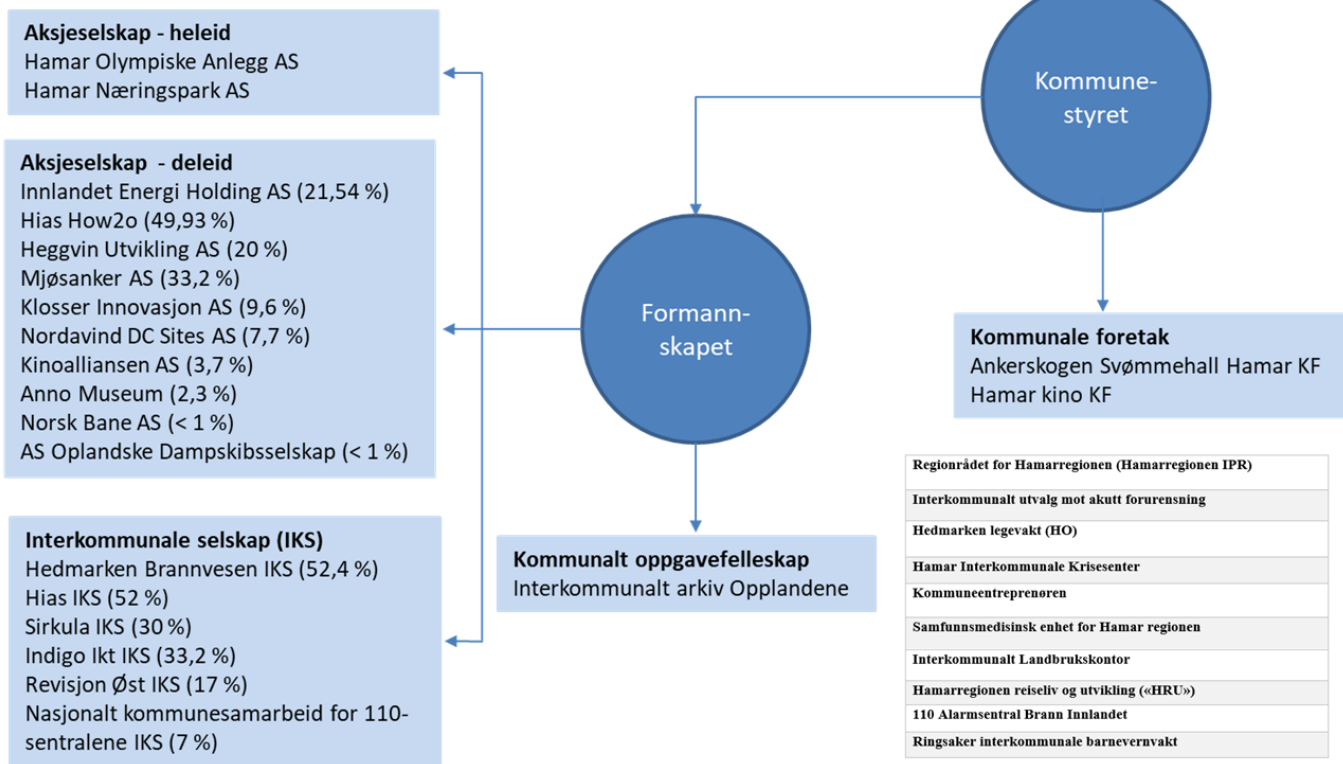 Aksjeselskap - heleid
Hamar Olympiske Anlegg AS
Hamar Næringspark AS
Aksjeselskap - deleid
Innlandet Energi Holding AS (21,54 %)
Hias How2o (49,93 %)
Heggvin Utvikling AS (20 %)
Mjøsanker AS (33,2 %)
Klosser Innovasjon AS (9,6 %)
Nordavind DC Sites AS (7,7 %)
Kinoalliansen AS (3,7 %)
Anno Museum (2,3 %)
Norsk Bane AS (< 1 %)
AS Oplandske Dampskibsselskap (< 1 %)
Interkommunale selskap (IKS)
Hedmarken Brannvesen IKS (52,4 %)
Hias IKS (52 %)
Sirkula IKS (30 %)
Indigo Ikt IKS (33,2 %)
Revisjon Øst IKS (17 %)
Nasjonalt kommunesamarbeid for 110-
sentralene IKS (7 %)
Formann-
skapet
Kommunalt oppgavefelleskap
Interkommunalt arkiv Opplandene
Kommune-
styret
Kommunale foretak
Ankerskogen Svømmehall Hamar KF
Hamar kino KF
Regionrådet for Hamarregionen (Hamarregionen IPR)
Interkommunalt utvalg mot akutt forurensning
Hedmarken legevakt (HO)
Hamar Interkommunale Krisesenter
Kommuneentreprenøren
Samfunnsmedisinsk enhet for Hamar regionen
Interkommunalt Landbrukskontor
Hamarregionen reiseliv og utvikling («HRU»)
110 Alarmsentral Brann Innlandet
Ringsaker interkommunale barnevernvakt